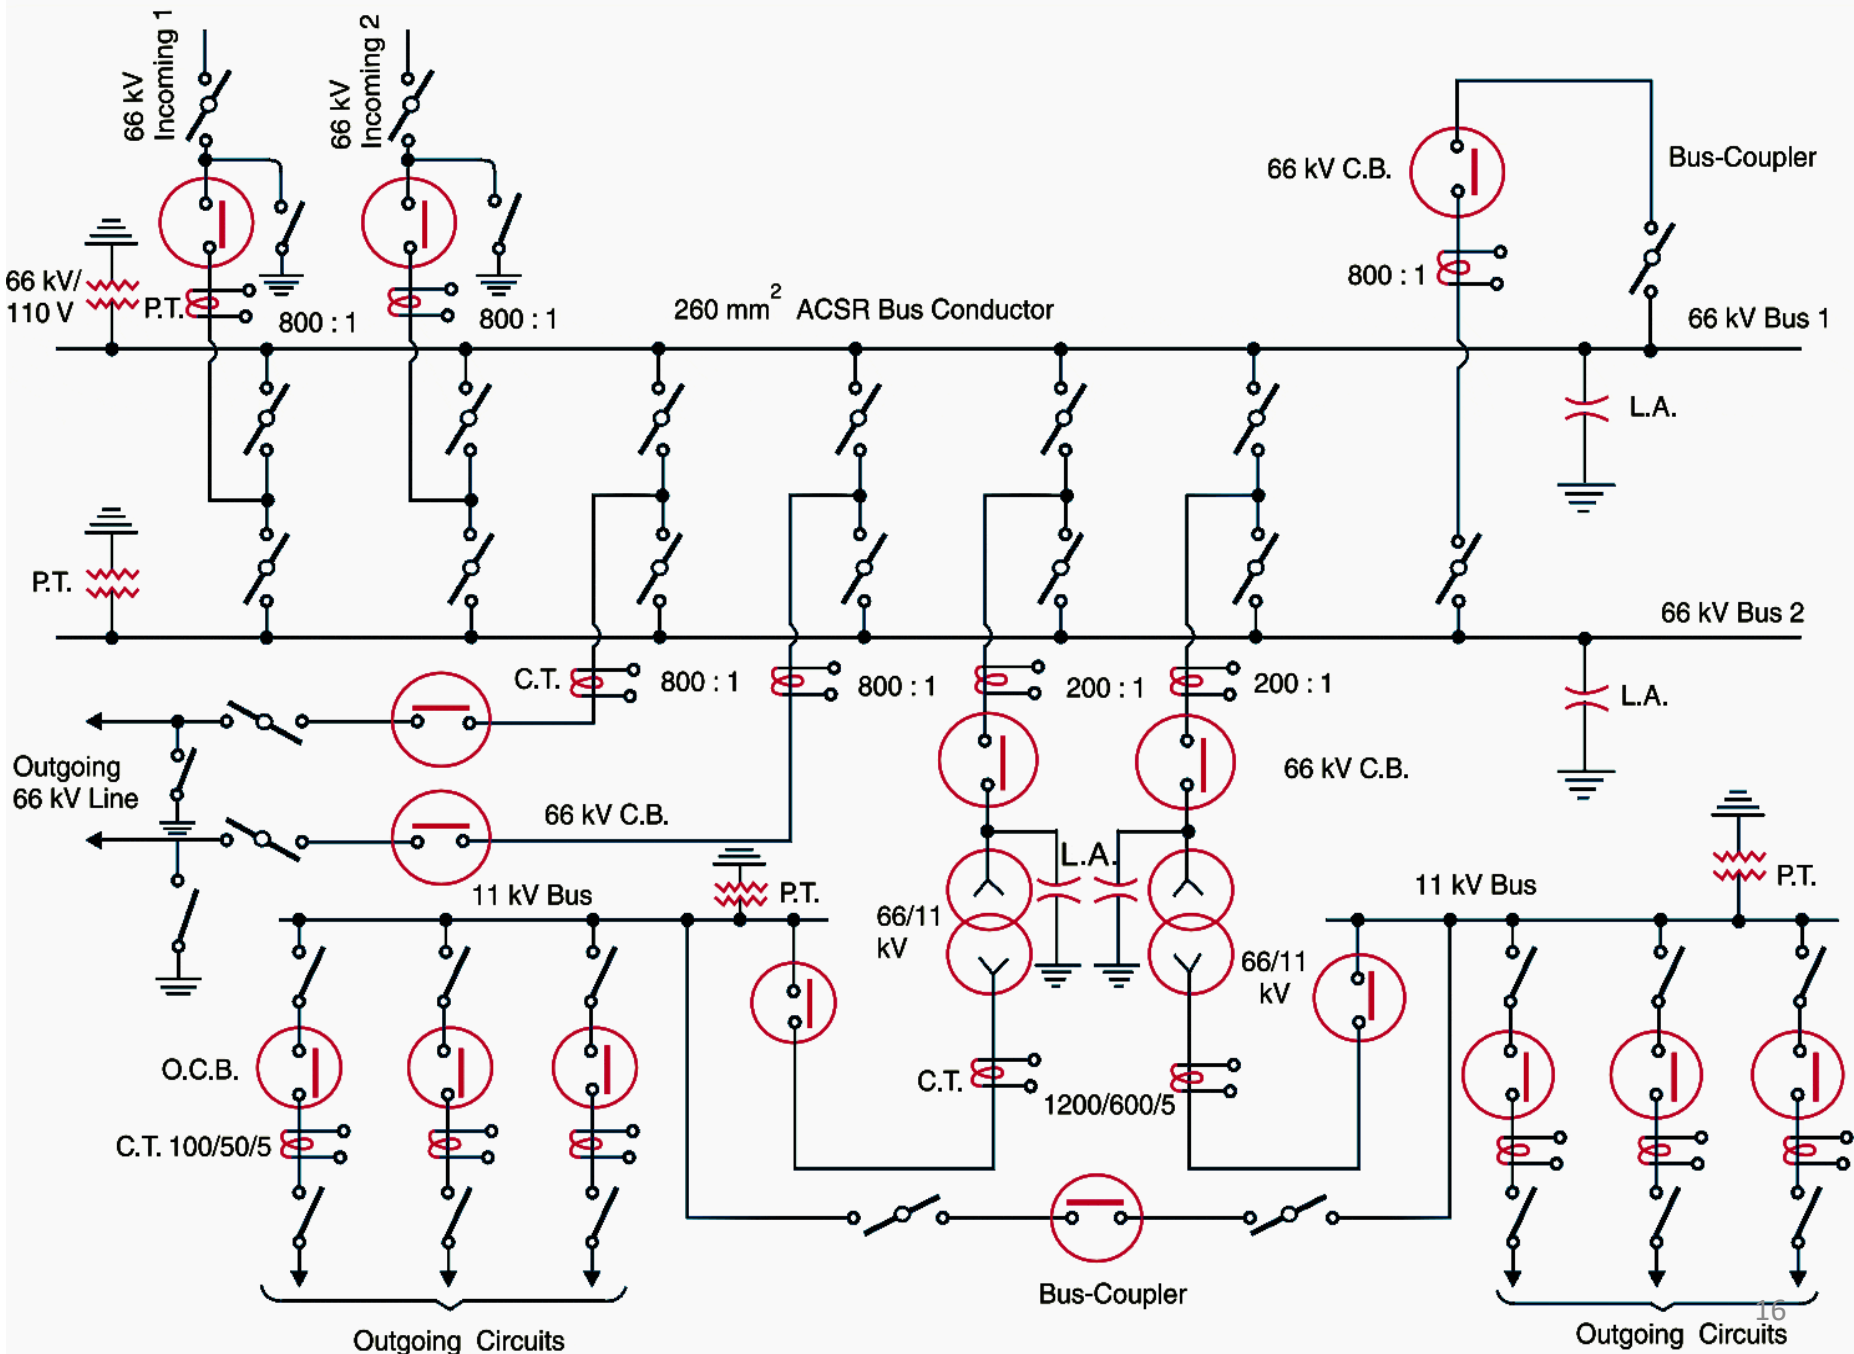 66 kV
Incoming 1
66 kV
Incoming 2
66 kV C.B.
Bus-Coupler
66 kV/
110 V
P.T.
800 : 1
800 : 1
260 mm2 ACSR Bus Conductor
800 : 1
66 kV Bus 1
L.A.
P.T.
66 kV Bus 2
C.T.
800 : 1
800 : 1
200 : 1
200 : 1
L.A.
Outgoing
66 kV Line
66 kV C.B.
66 kV C.B.
L.A.
11 kV Bus
P.T.
66/11
kV
66/11
kV
11 kV Bus
P.T.
O.C.B.
C.T.
1200/600/5
C.T. 100/50/5
Bus-Coupler
Outgoing Circuits
16
Outgoing Circuits